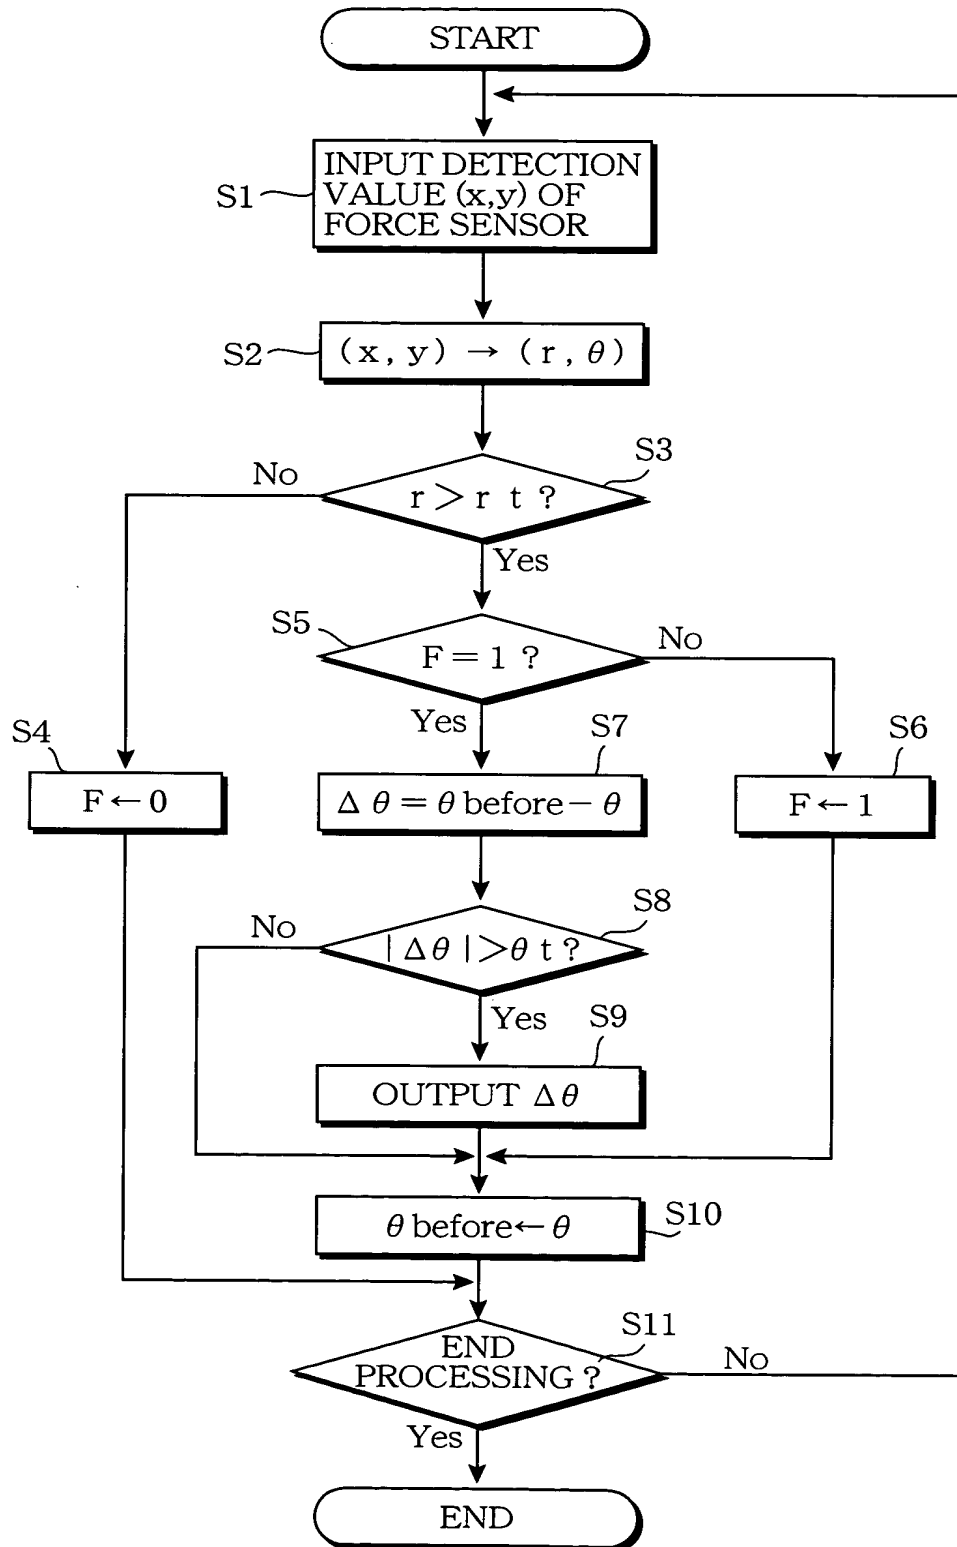 START
INPUT DETECTION
VALUE (x,y) OF
FORCE SENSOR
S1
(x, y) → (r, θ)
S2
S3
No
r > r t ?
Yes
S5
F = 1 ?
No
Yes
S4
F ← 0
S7
Δ θ = θ before − θ
S6
F ← 1
S8
No
| Δθ | > θ t ?
Yes
S9
OUTPUT Δθ
θ before ← θ
S10
S11
END
PROCESSING ?
No
Yes
END